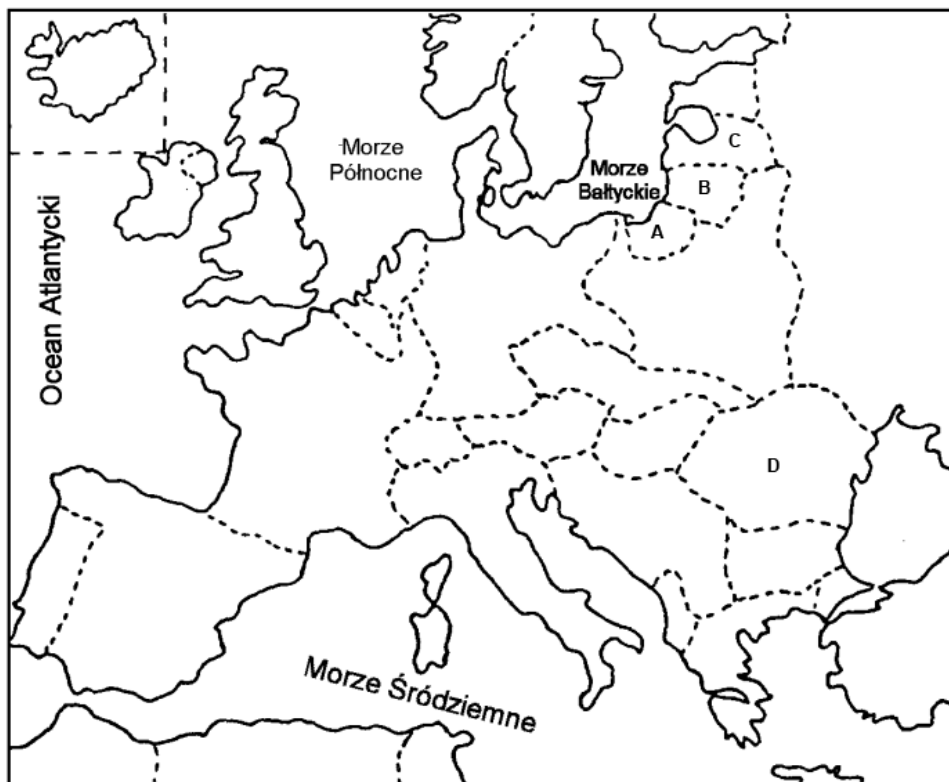 Morze
Północne
Morze
Bałtyckie
C
B
A
Ocean Atlantycki
D
Morze Śródziemne